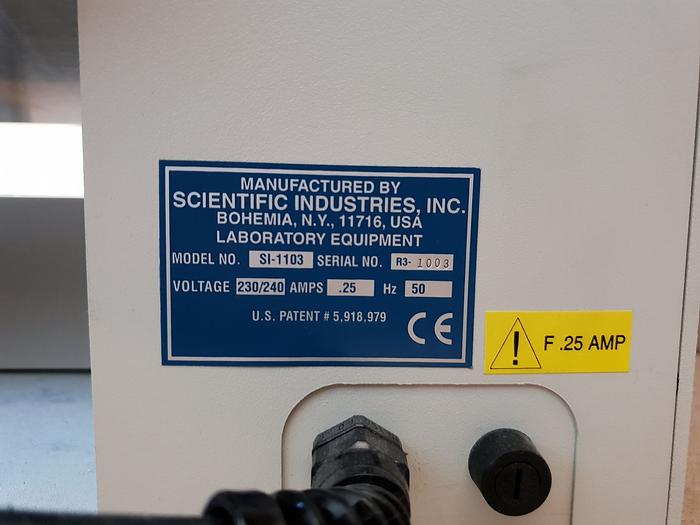 MANUFACTURED BY
SCIENTIFIC INDUSTRIES, INC.
BOHEMIA, N.Y., 11716, USA
LABORATORY EQUIPMENT
MODEL NO. SI-1103 SERIAL NO. R3- 1003
VOLTAGE 230/240 AMPS .25 Hz 50
U.S. PATENT # 5,918,979
CE
! F .25 AMP